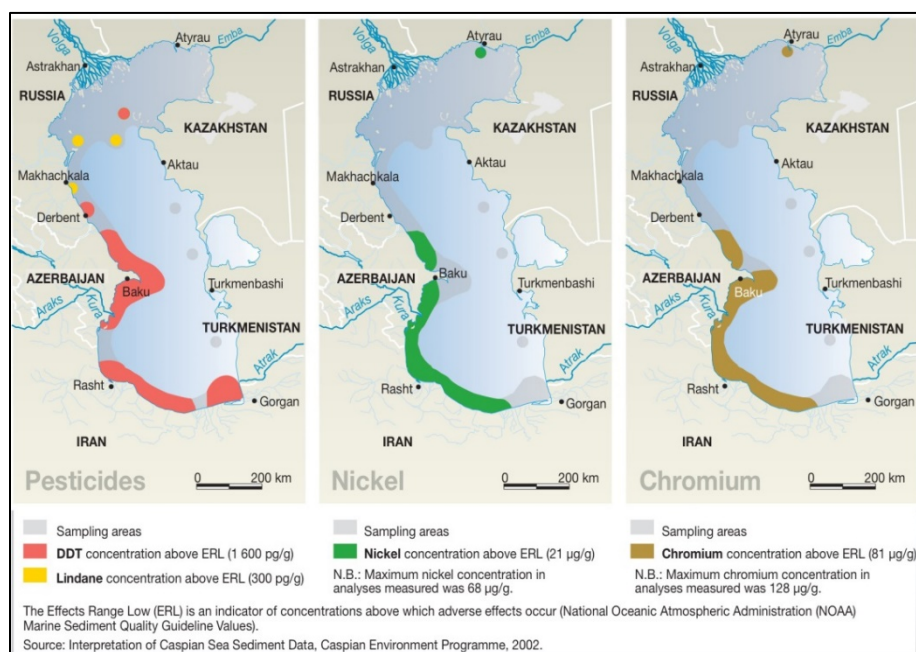 Volga
Atyrau
Emba
Astrakhan
RUSSIA
KAZAKHSTAN
Aktau
Makhachkala
Derbent
AZERBAIJAN
Baku
Turkmenbashi
Araks
Kura
TURKMENISTAN
Atrak
Rasht
Gorgan
IRAN
0 200 km
Pesticides
Volga
Atyrau
Emba
Astrakhan
RUSSIA
KAZAKHSTAN
Aktau
Makhachkala
Derbent
AZERBAIJAN
Baku
Turkmenbashi
Araks
Kura
TURKMENISTAN
Atrak
Rasht
Gorgan
IRAN
0 200 km
Nickel
Volga
Atyrau
Emba
Astrakhan
RUSSIA
KAZAKHSTAN
Aktau
Makhachkala
Derbent
AZERBAIJAN
Baku
Turkmenbashi
Araks
Kura
TURKMENISTAN
Atrak
Rasht
Gorgan
IRAN
0 200 km
Chromium
Sampling areas
DDT concentration above ERL (1 600 pg/g)
Lindane concentration above ERL (300 pg/g)
Sampling areas
Nickel concentration above ERL (21 µg/g)
N.B.: Maximum nickel concentration in
analyses measured was 68 µg/g.
Sampling areas
Chromium concentration above ERL (81 µg/g)
N.B.: Maximum chromium concentration in
analyses measured was 128 µg/g.
The Effects Range Low (ERL) is an indicator of concentrations above which adverse effects occur (National Oceanic Atmospheric Administration (NOAA)
Marine Sediment Quality Guideline Values).
Source: Interpretation of Caspian Sea Sediment Data, Caspian Environment Programme, 2002.